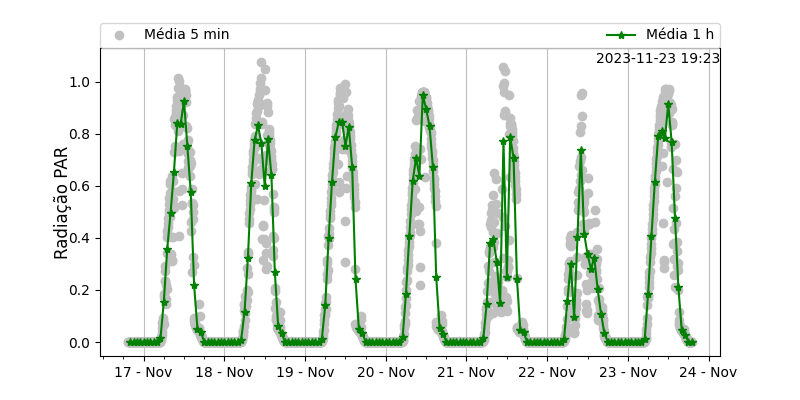 Média 5 min
Média 1 h
2023-11-23 19:23
Radiação PAR
1.0
0.8
0.6
0.4
0.2
0.0
17 - Nov
18 - Nov
19 - Nov
20 - Nov
21 - Nov
22 - Nov
23 - Nov
24 - Nov